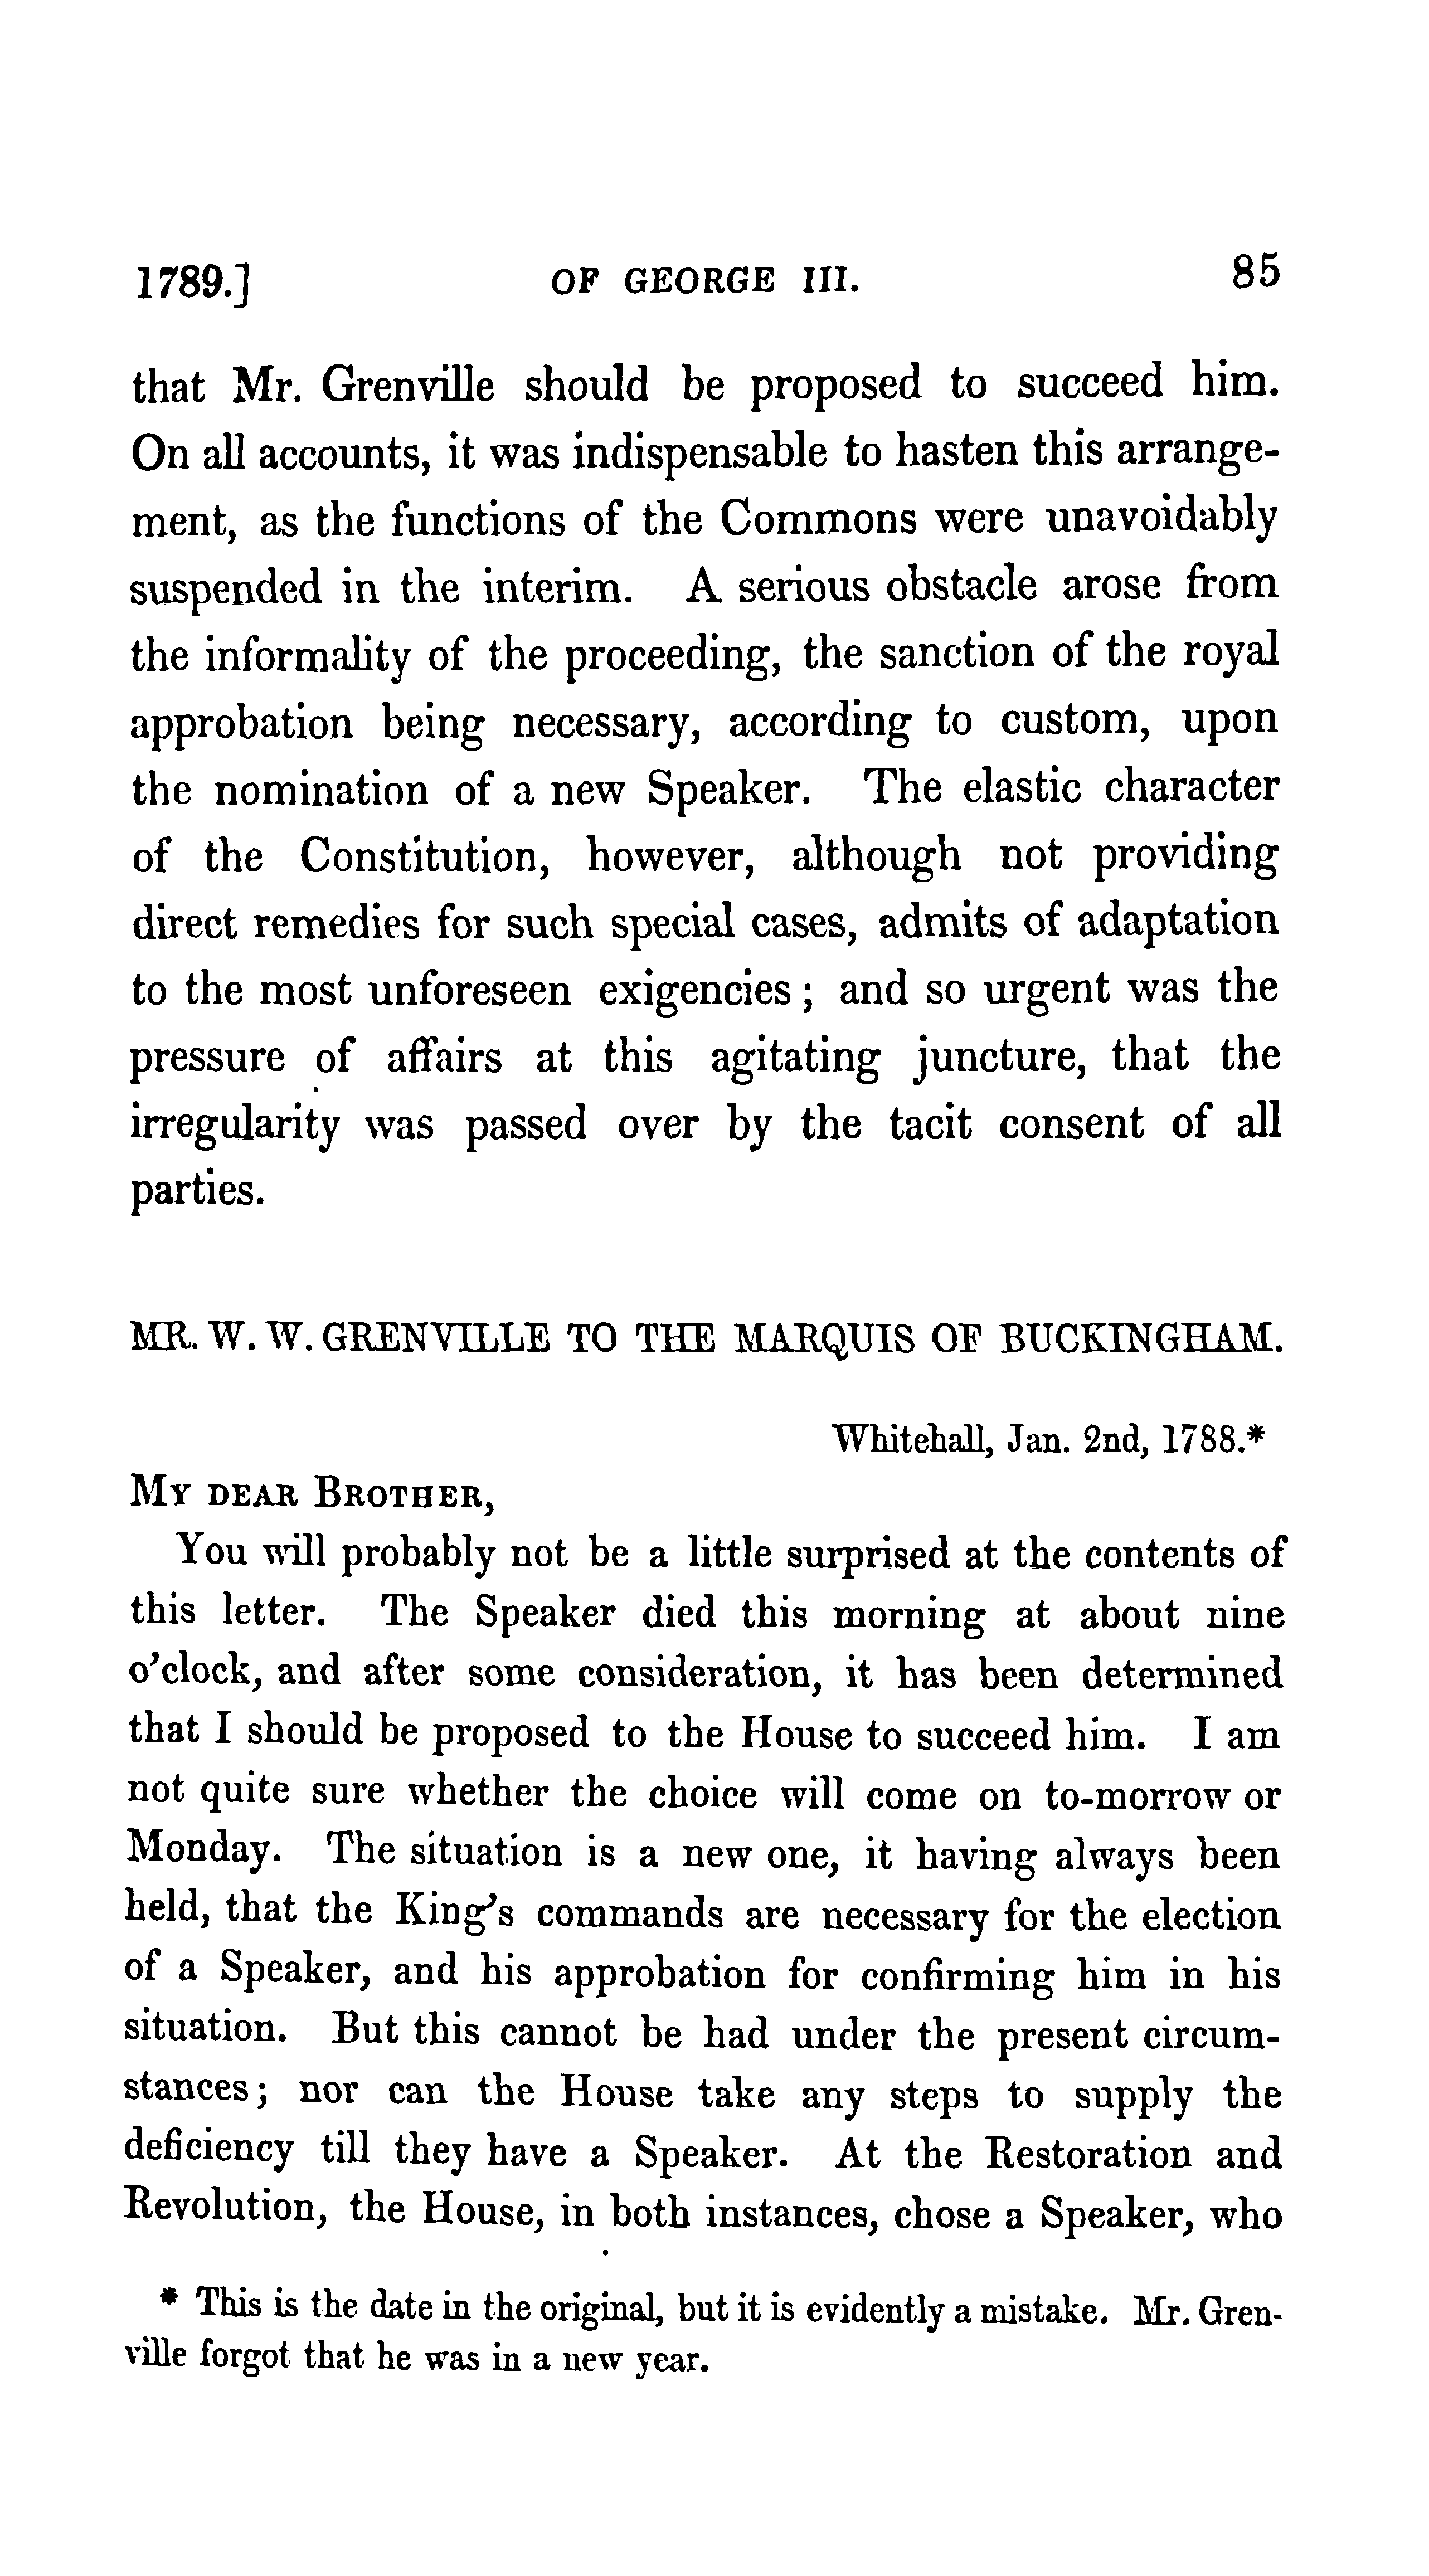 1789.] OF GEORGE III. 85
that Mr. Grenville should be proposed to succeed him.
On all accounts, it was indispensable to hasten this arrange-
ment, as the functions of the Commons were unavoidably
suspended in the interim. A serious obstacle arose from
the informality of the proceeding, the sanction of the royal
approbation being necessary, according to custom, upon
the nomination of a new Speaker. The elastic character
of the Constitution, however, although not providing
direct remedies for such special cases, admits of adaptation
to the most unforeseen exigencies; and so urgent was the
pressure of affairs at this agitating juncture, that the
irregularity was passed over by the tacit consent of all
parties.
MR. W. W. GRENVILLE TO THE MARQUIS OF BUCKINGHAM.
Whitehall, Jan. 2nd, 1788.*
MY DEAR BROTHER,
You will probably not be a little surprised at the contents of
this letter. The Speaker died this morning at about nine
o'clock, and after some consideration, it has been determined
that I should be proposed to the House to succeed him. I am
not quite sure whether the choice will come on to-morrow or
Monday. The situation is a new one, it having always been
held, that the King's commands are necessary for the election
of a Speaker, and his approbation for confirming him in his
situation. But this cannot be had under the present circum-
stances; nor can the House take any steps to supply the
deficiency till they have a Speaker. At the Restoration and
Revolution, the House, in both instances, chose a Speaker, who
* This is the date in the original, but it is evidently a mistake. Mr. Gren-
ville forgot that he was in a new year.